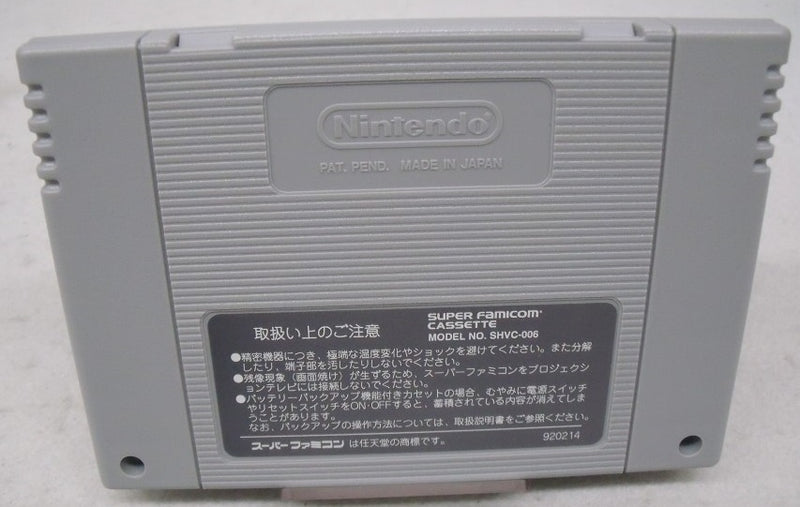 Nintendo
PAT. PEND. MADE IN JAPAN
取扱い上のご注意
SUPER FAMICOM
CASSETTE
MODEL NO. SHVC-006
●精密機器につき、極端な温度変化やショックを避けてください。また分解
したり、端子部を汚したりしないでください。
●残像現象(画面焼け)が生ずるため、スーパーファミコンをプロジェクシ
ョンテレビには接続しないでください。
●バッテリーバックアップ機能付きカセットの場合、むやみに電源スイッチ
やリセットスイッチをON・OFFすると、蓄積されている内容が消えてしま
うことがあります。
なお、バックアップの操作方法については、取扱説明書をご参照ください。
スーパーファミコン は任天堂の商標です。
920214